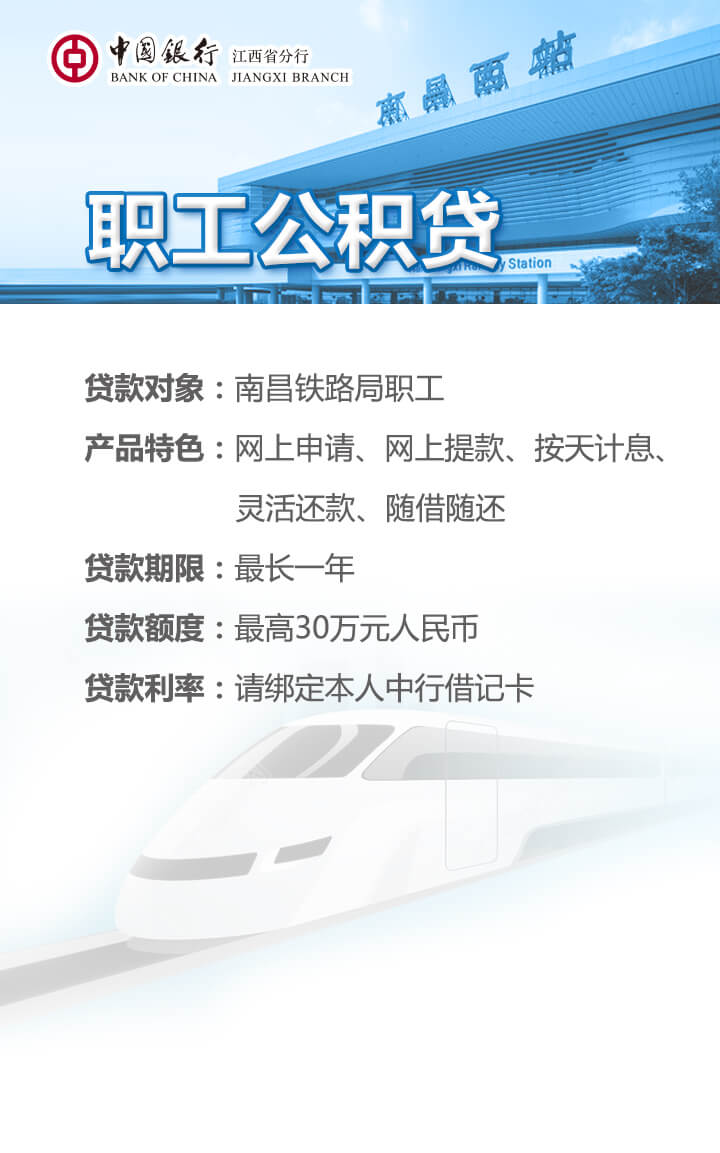 中國銀行 江西省分行
BANK OF CHINA JIANGXI BRANCH
南昌西站
职工公积贷
y Station
贷款对象：南昌铁路局职工
产品特色：网上申请、网上提款、按天计息、
灵活还款、随借随还
贷款期限：最长一年
贷款额度：最高30万元人民币
贷款利率：请绑定本人中行借记卡